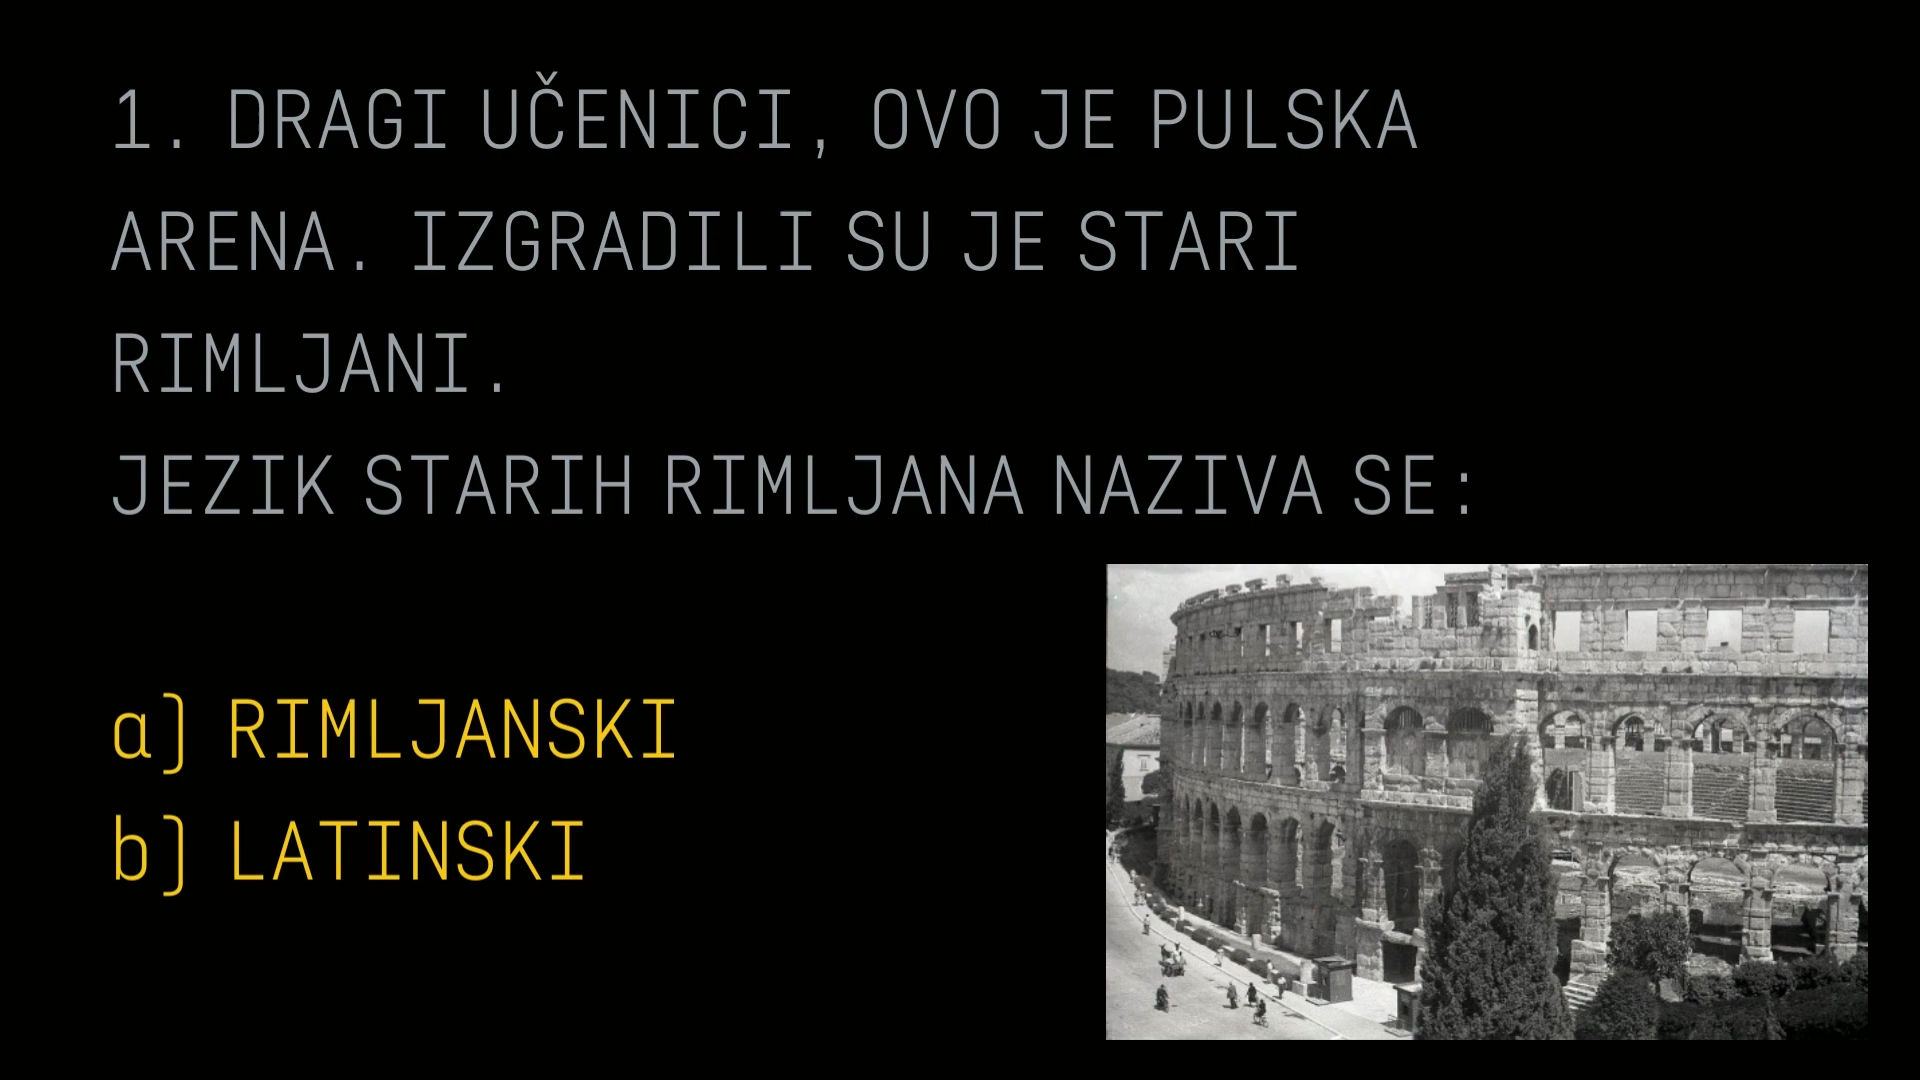 1. DRAGI UČENICI, OVO JE PULSKA
ARENA. IZGRADILI SU JE STARI
RIMLJANI.
JEZIK STARIH RIMLJANA NAZIVA SE:
a) RIMLJANSKI
b) LATINSKI